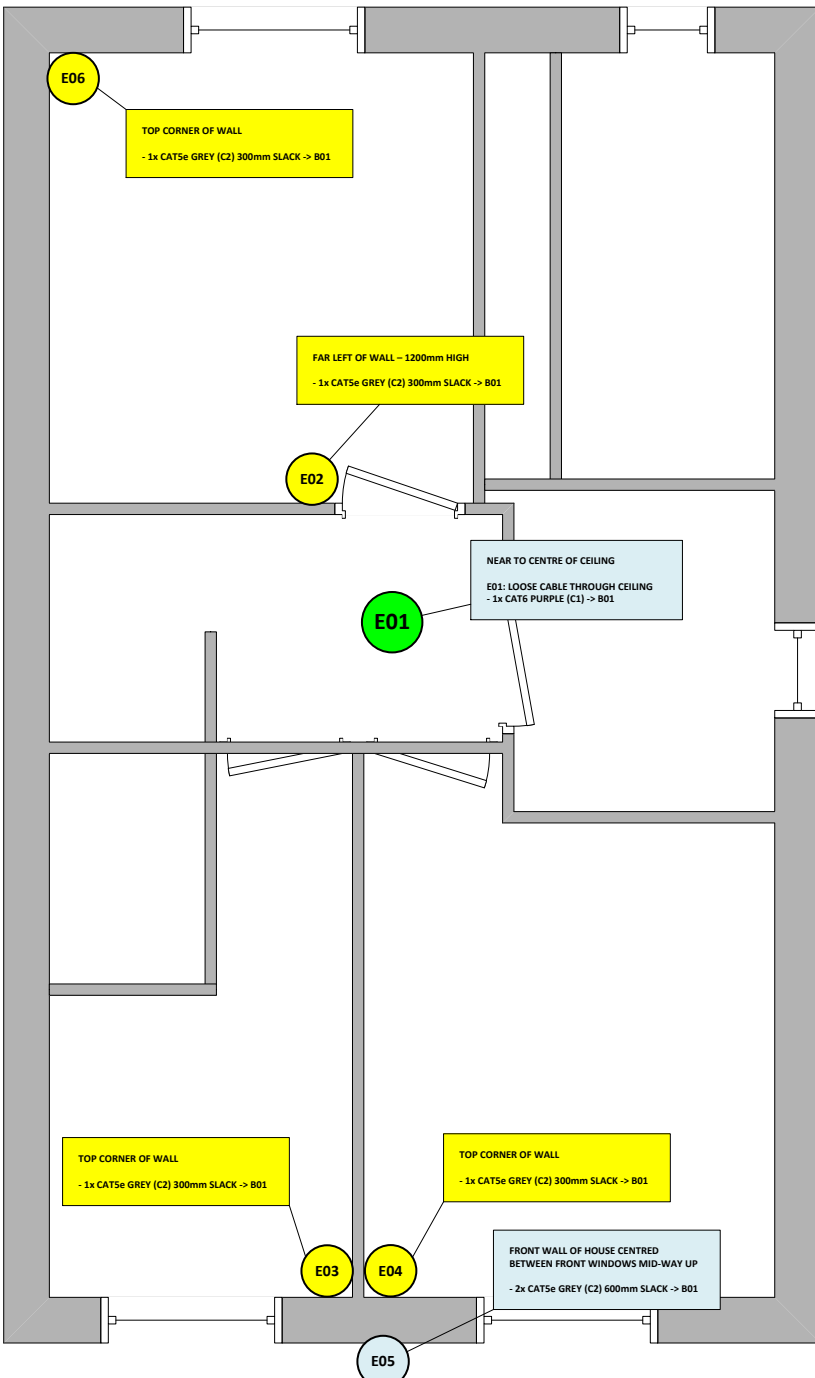 E06
TOP CORNER OF WALL
- 1x CAT5e GREY (C2) 300mm SLACK -> B01
FAR LEFT OF WALL – 1200mm HIGH
- 1x CAT5e GREY (C2) 300mm SLACK -> B01
E02
NEAR TO CENTRE OF CEILING
E01: LOOSE CABLE THROUGH CEILING
- 1x CAT6 PURPLE (C1) -> B01
E01
TOP CORNER OF WALL
- 1x CAT5e GREY (C2) 300mm SLACK -> B01
TOP CORNER OF WALL
- 1x CAT5e GREY (C2) 300mm SLACK -> B01
E03
E04
FRONT WALL OF HOUSE CENTRED
BETWEEN FRONT WINDOWS MID-WAY UP
- 2x CAT5e GREY (C2) 600mm SLACK -> B01
E05